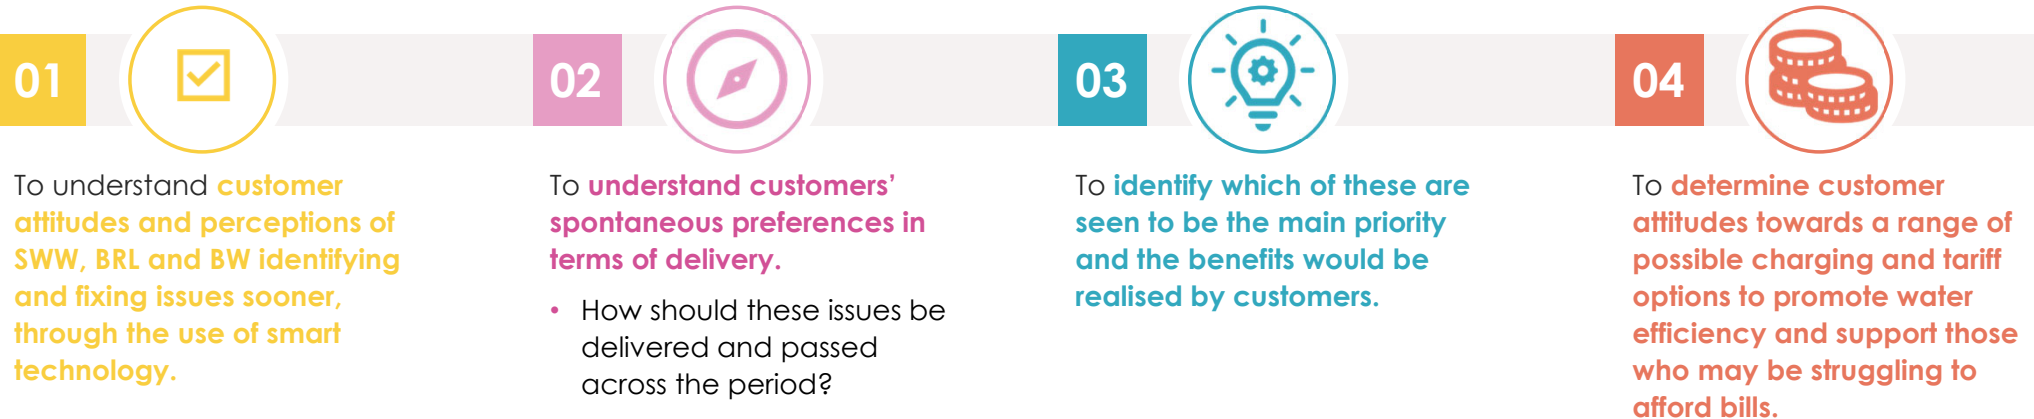 01
To understand customer
attitudes and perceptions of
SWW, BRL and BW identifying
and fixing issues sooner,
through the use of smart
technology.
02
To understand customers’
spontaneous preferences in
terms of delivery.
• How should these issues be
delivered and passed
across the period?
03
To identify which of these are
seen to be the main priority
and the benefits would be
realised by customers.
04
To determine customer
attitudes towards a range of
possible charging and tariff
options to promote water
efficiency and support those
who may be struggling to
afford bills.